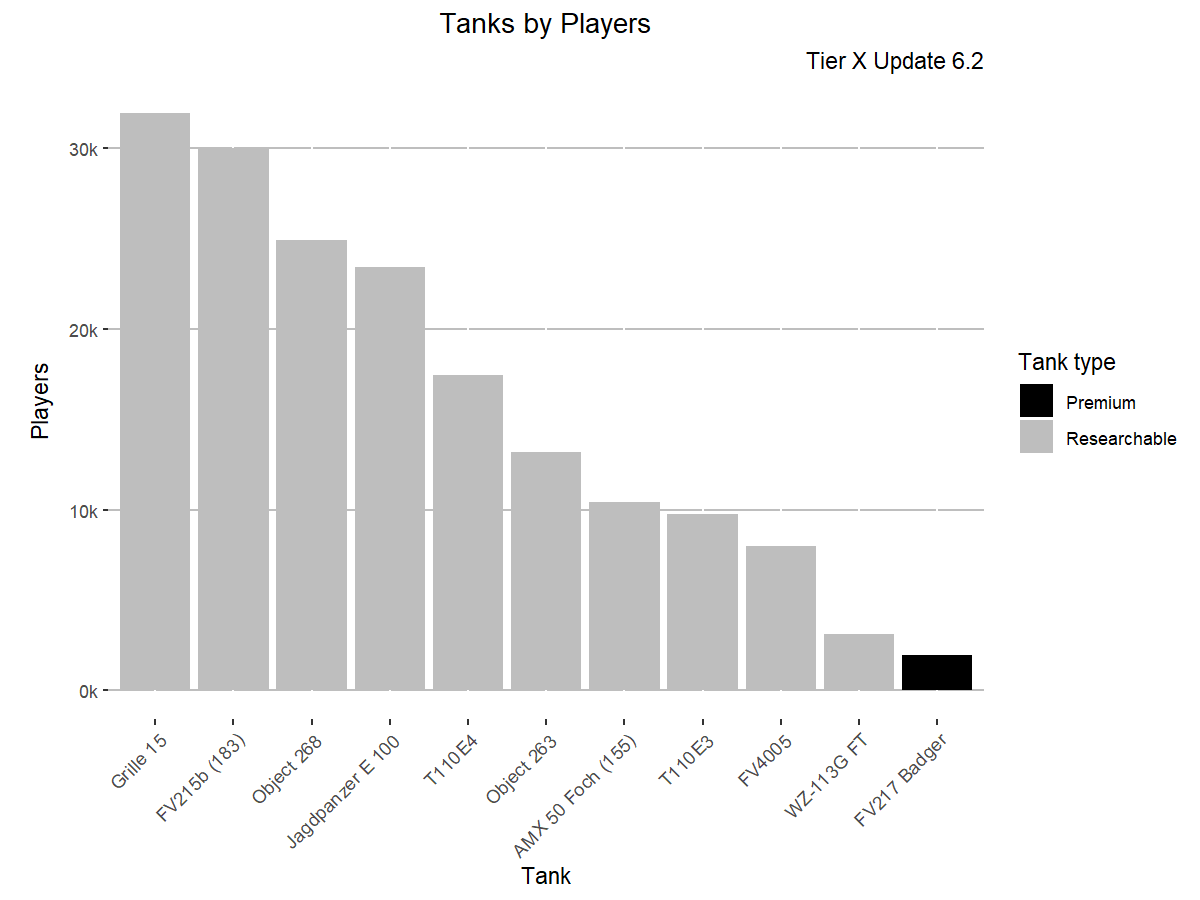 Tanks by Players
Tier X Update 6.2
Players
30k
20k
10k
0k
Grille 15
FV215b (183)
Object 268
Jagdpanzer E 100
T110E4
Object 263
AMX 50 Foch (155)
T110E3
FV4005
WZ-113G FT
FV217 Badger
Tank
Tank type
Premium
Researchable